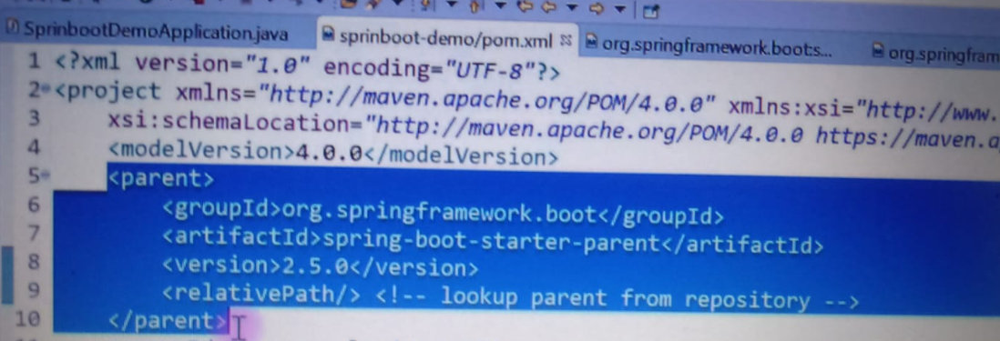 SprinbootDemoApplication.java
sprinboot-demo/pom.xml
org.springframework.boot:s...
org.springfram
1 <?xml version="1.0" encoding="UTF-8"?>
2 <project xmlns="http://maven.apache.org/POM/4.0.0" xmlns:xsi="http://www.
3 xsi:schemaLocation="http://maven.apache.org/POM/4.0.0 https://maven.a
4 <modelVersion>4.0.0</modelVersion>
5 <parent>
6 <groupId>org.springframework.boot</groupId>
7 <artifactId>spring-boot-starter-parent</artifactId>
8 <version>2.5.0</version>
9 <relativePath/> <!-- lookup parent from repository -->
10 </parent>